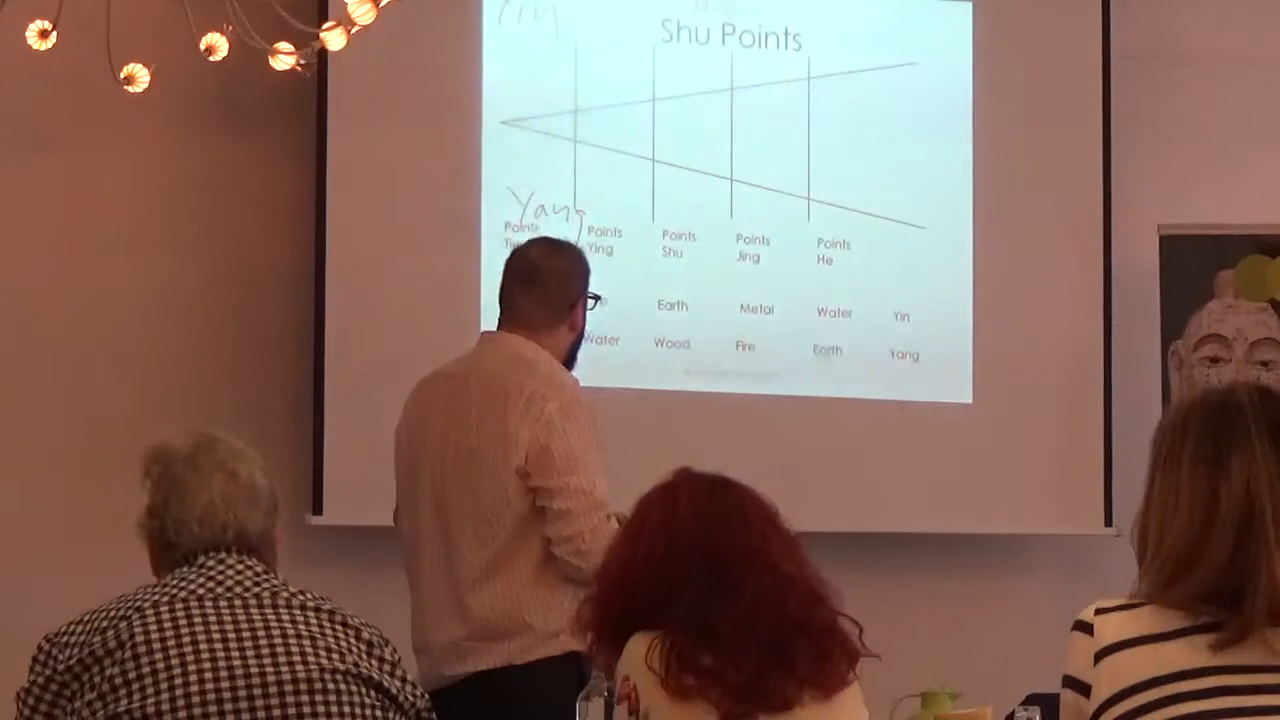 Yin
Shu Points
Yang
Points Points Points Points Points
Ying Shu Jing He
Earth Metal Water Yin
Water Wood Fire Earth Yang